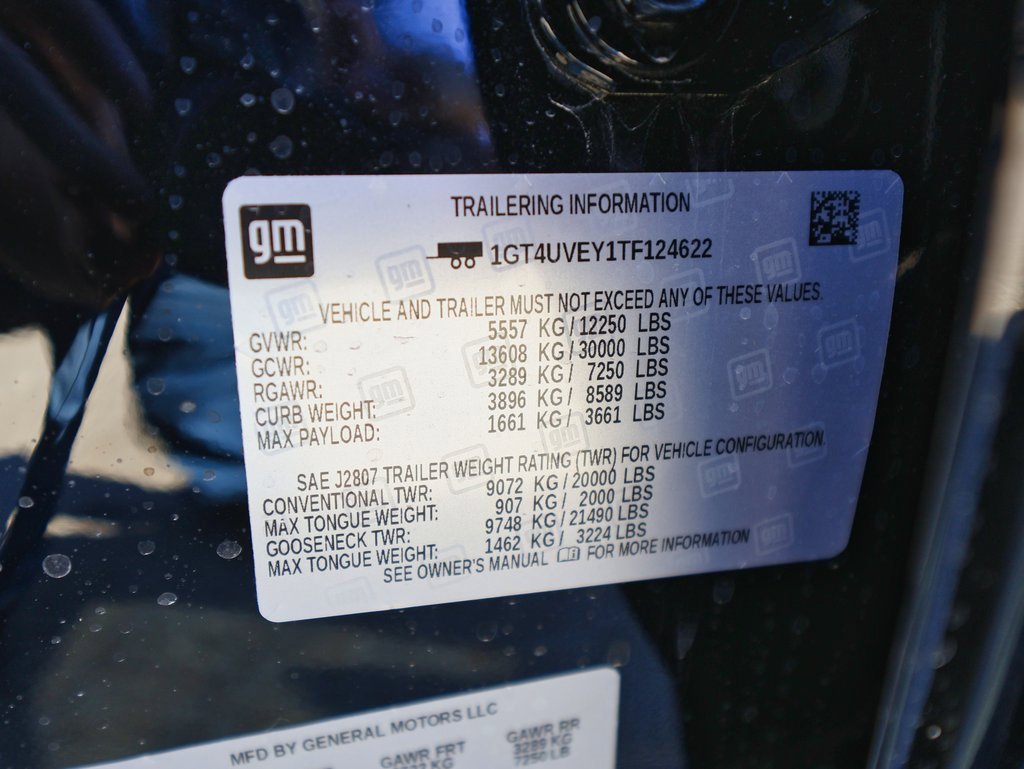 TRAILERING INFORMATION
gm
1GT4UVEY1TF124622
VEHICLE AND TRAILER MUST NOT EXCEED ANY OF THESE VALUES.
GVWR: 5557 KG/12250 LBS
GCWR: 13608 KG/30000 LBS
RGAWR: 3289 KG/ 7250 LBS
CURB WEIGHT: 3896 KG/ 8589 LBS
MAX PAYLOAD: 1661 KG/ 3661 LBS
SAE J2807 TRAILER WEIGHT RATING (TWR) FOR VEHICLE CONFIGURATION.
CONVENTIONAL TWR: 9072 KG/20000 LBS
MAX TONGUE WEIGHT: 907 KG/ 2000 LBS
GOOSENECK TWR: 9748 KG/21490 LBS
MAX TONGUE WEIGHT: 1462 KG/ 3224 LBS
SEE OWNER'S MANUAL FOR MORE INFORMATION
MFD BY GENERAL MOTORS LLC
GAWR FRT GAWR RR
KG 3289 KG
7250 LB